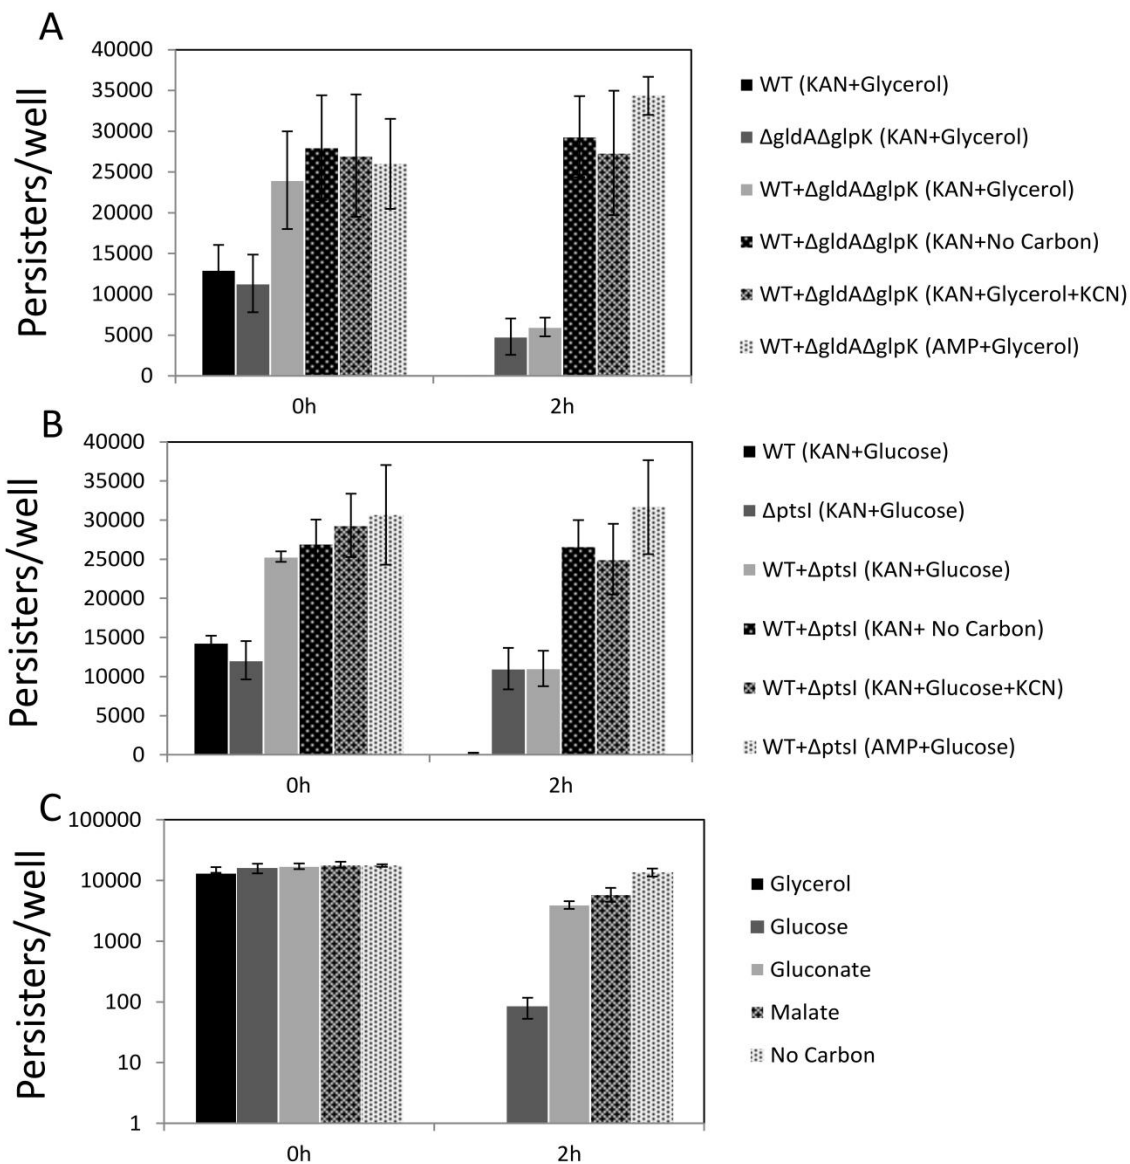 A
40000
35000
30000
25000
20000
15000
10000
5000
0
Persisters/well
0h
2h
WT (KAN+Glycerol)
ΔgldAΔglpK (KAN+Glycerol)
WT+ΔgldAΔglpK (KAN+Glycerol)
WT+ΔgldAΔglpK (KAN+No Carbon)
WT+ΔgldAΔglpK (KAN+Glycerol+KCN)
WT+ΔgldAΔglpK (AMP+Glycerol)
B
40000
35000
30000
25000
20000
15000
10000
5000
0
Persisters/well
0h
2h
WT (KAN+Glucose)
ΔptsI (KAN+Glucose)
WT+ΔptsI (KAN+Glucose)
WT+ΔptsI (KAN+ No Carbon)
WT+ΔptsI (KAN+Glucose+KCN)
WT+ΔptsI (AMP+Glucose)
C
100000
10000
1000
100
10
1
Persisters/well
0h
2h
Glycerol
Glucose
Gluconate
Malate
No Carbon